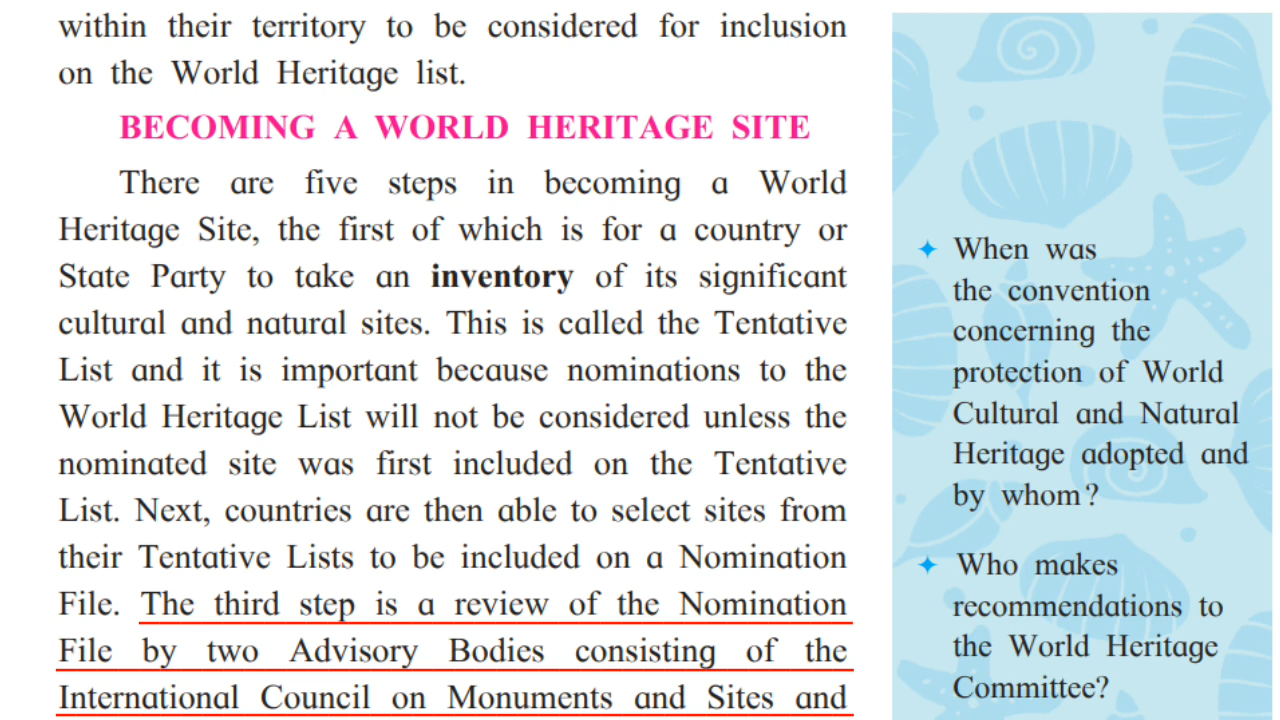 within their territory to be considered for inclusion
on the World Heritage list.
BECOMING A WORLD HERITAGE SITE
There are five steps in becoming a World
Heritage Site, the first of which is for a country or
State Party to take an inventory of its significant
cultural and natural sites. This is called the Tentative
List and it is important because nominations to the
World Heritage List will not be considered unless the
nominated site was first included on the Tentative
List. Next, countries are then able to select sites from
their Tentative Lists to be included on a Nomination
File. The third step is a review of the Nomination
File by two Advisory Bodies consisting of the
International Council on Monuments and Sites and
When was
the convention
concerning the
protection of World
Cultural and Natural
Heritage adopted and
by whom?
Who makes
recommendations to
the World Heritage
Committee?